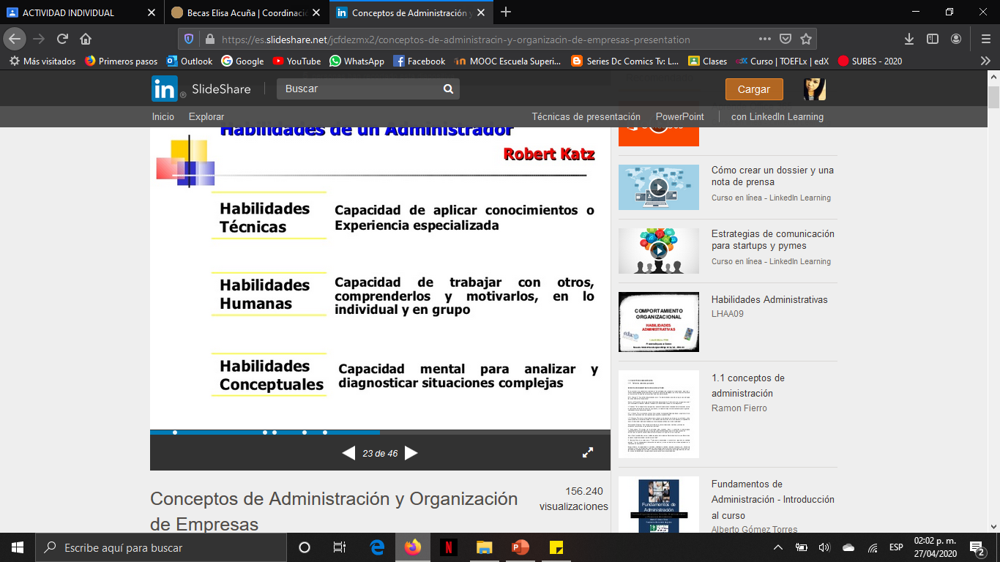 ACTIVIDAD INDIVIDUAL
Becas Elisa Acuña | Coordinació
Conceptos de Administración y
https://es.slideshare.net/jcfdezmx2/conceptos-de-administracin-y-organizacin-de-empresas-presentation
Más visitados
Primeros pasos
Outlook
Google
YouTube
WhatsApp
Facebook
MOOC Escuela Superi...
Series Dc Comics Tv: L...
Clases
Curso | TOEFLx | edX
SUBES - 2020
in SlideShare
Buscar
Cargar
Inicio
Explorar
Técnicas de presentación
PowerPoint
con LinkedIn Learning
Habilidades de un Administrador
Robert Katz
Habilidades
Técnicas
Capacidad de aplicar conocimientos o
Experiencia especializada
Habilidades
Humanas
Capacidad de trabajar con otros,
comprenderlos y motivarlos, en lo
individual y en grupo
Habilidades
Conceptuales
Capacidad mental para analizar y
diagnosticar situaciones complejas
23 de 46
Conceptos de Administración y Organización
de Empresas
156.240
visualizaciones
Cómo crear un dossier y una
nota de prensa
Curso en línea - LinkedIn Learning
Estrategias de comunicación
para startups y pymes
Curso en línea - LinkedIn Learning
COMPORTAMIENTO
ORGANIZACIONAL
HABILIDADES
ADMINISTRATIVAS
Habilidades Administrativas
LHAA09
1.1 conceptos de
administración
Ramon Fierro
Fundamentos de
Administración
Fundamentos de
Administración - Introducción
al curso
Alberto Gómez Torres
Escribe aquí para buscar
ESP
02:02 p. m.
27/04/2020
2